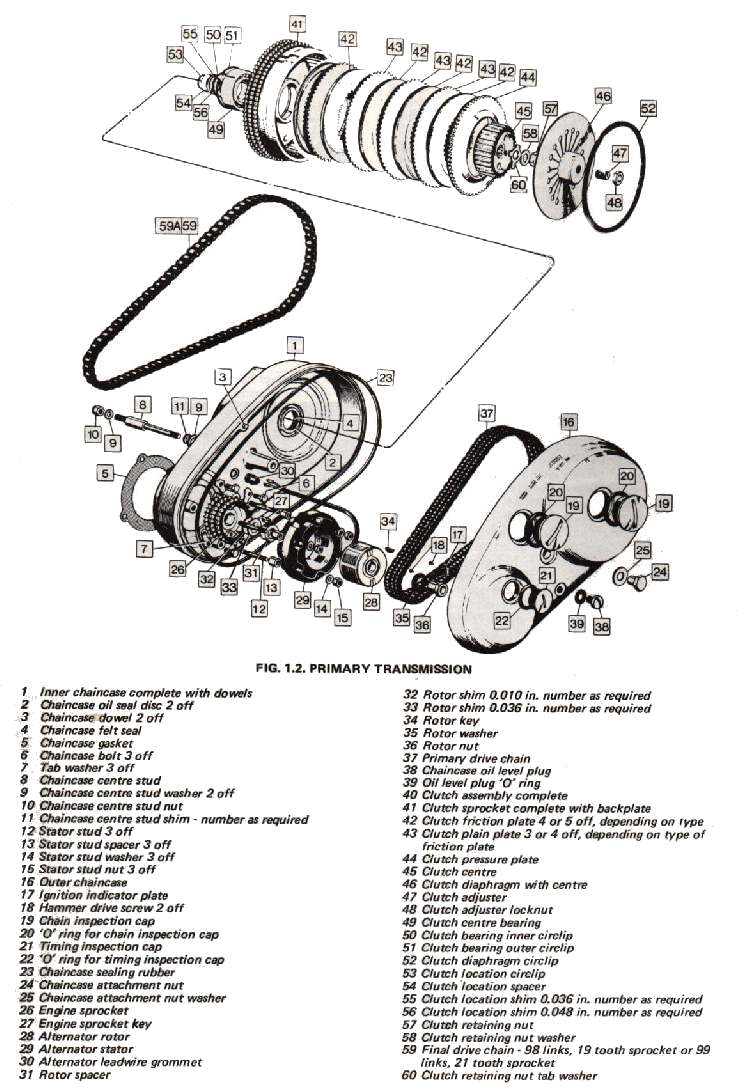 55 50 51 41
53 42 43 42 43 42 43 42 44
54 56 49 45 58 57 46 52
60 47 48
59A 59
1
3 23
8 11 9 4 37 16
10 9 2
5 30 6 20 20 19
27 34 19
7 18 17
26 32 33 31 21 25 24
12 13 29 14 15 28 35 36 22 39 38
FIG. 1.2. PRIMARY TRANSMISSION
1 Inner chaincase complete with dowels
2 Chaincase oil seal disc 2 off
3 Chaincase dowel 2 off
4 Chaincase felt seal
5 Chaincase gasket
6 Chaincase bolt 3 off
7 Tab washer 3 off
8 Chaincase centre stud
9 Chaincase centre stud washer 2 off
10 Chaincase centre stud nut
11 Chaincase centre stud shim - number as required
12 Stator stud 3 off
13 Stator stud spacer 3 off
14 Stator stud washer 3 off
15 Stator stud nut 3 off
16 Outer chaincase
17 Ignition indicator plate
18 Hammer drive screw 2 off
19 Chain inspection cap
20 'O' ring for chain inspection cap
21 Timing inspection cap
22 'O' ring for timing inspection cap
23 Chaincase sealing rubber
24 Chaincase attachment nut
25 Chaincase attachment nut washer
26 Engine sprocket
27 Engine sprocket key
28 Alternator rotor
29 Alternator stator
30 Alternator leadwire grommet
31 Rotor spacer
32 Rotor shim 0.010 in. number as required
33 Rotor shim 0.036 in. number as required
34 Rotor key
35 Rotor washer
36 Rotor nut
37 Primary drive chain
38 Chaincase oil level plug
39 Oil level plug 'O' ring
40 Clutch assembly complete
41 Clutch sprocket complete with backplate
42 Clutch friction plate 4 or 5 off, depending on type
43 Clutch plain plate 3 or 4 off, depending on type of
friction plate
44 Clutch pressure plate
45 Clutch centre
46 Clutch diaphragm with centre
47 Clutch adjuster
48 Clutch adjuster locknut
49 Clutch centre bearing
50 Clutch bearing inner circlip
51 Clutch bearing outer circlip
52 Clutch diaphragm circlip
53 Clutch location circlip
54 Clutch location spacer
55 Clutch location shim 0.036 in. number as required
56 Clutch location shim 0.048 in. number as required
57 Clutch retaining nut
58 Clutch retaining nut washer
59 Final drive chain - 98 links, 19 tooth sprocket or 99
links, 21 tooth sprocket
60 Clutch retaining nut tab washer